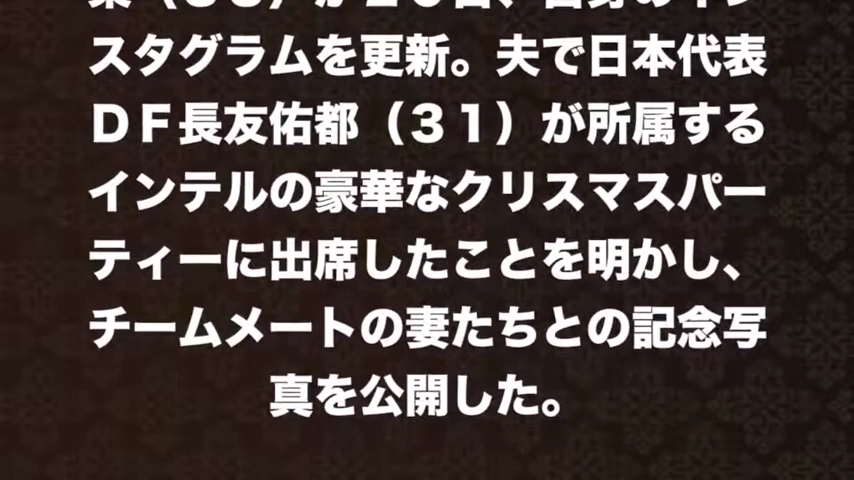 スタグラムを更新。夫で日本代表
ＤＦ長友佑都（３１）が所属する
インテルの豪華なクリスマスパー
ティーに出席したことを明かし、
チームメートの妻たちとの記念写
真を公開した。